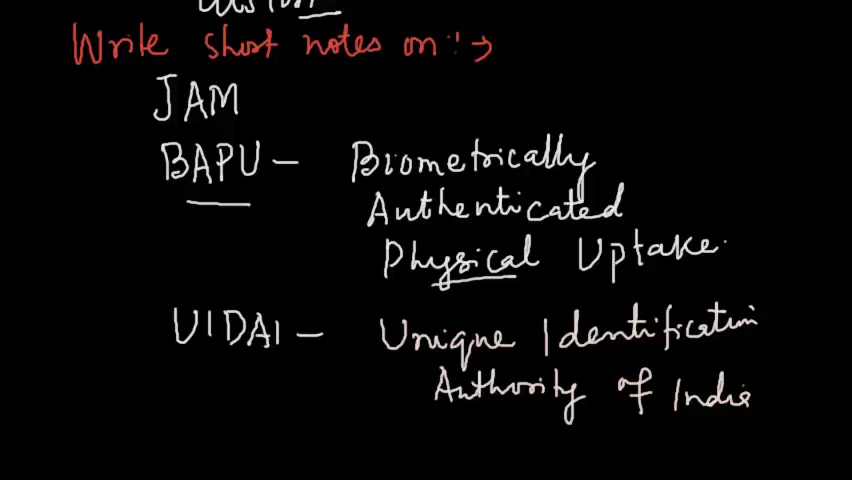 Write short notes on :->
JAM
BAPU - Biometrically
Authenticated
Physical Uptake.
UIDAI - Unique Identification
Authority of India